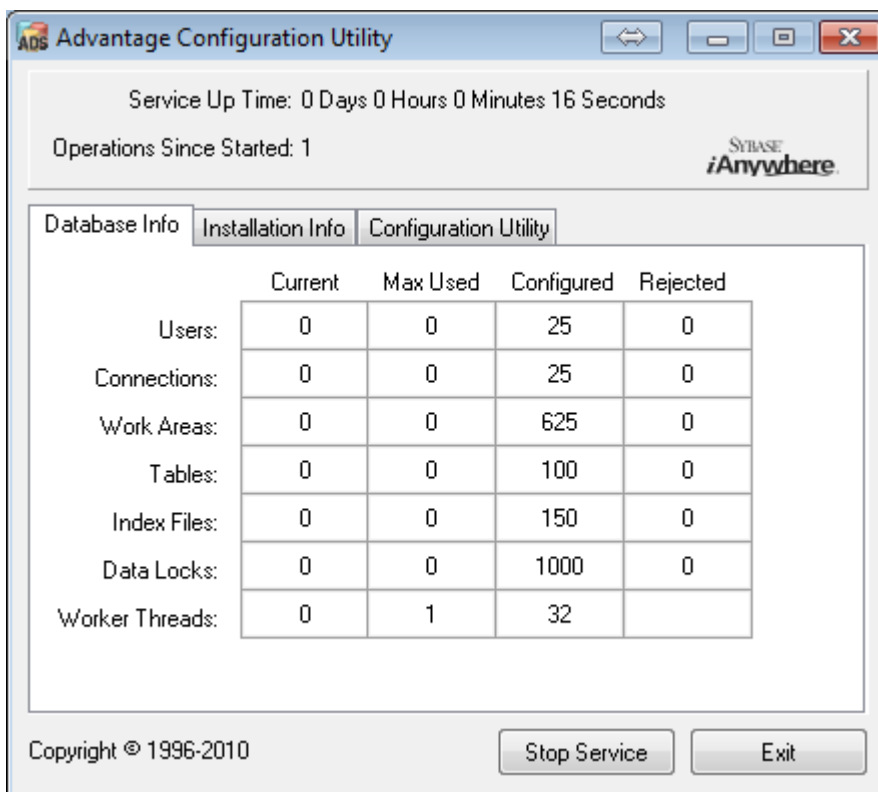 ADS Advantage Configuration Utility
Service Up Time: 0 Days 0 Hours 0 Minutes 16 Seconds
Operations Since Started: 1
SYBASE
iAnywhere.
Database Info Installation Info Configuration Utility
Current Max Used Configured Rejected
Users: 0 0 25 0
Connections: 0 0 25 0
Work Areas: 0 0 625 0
Tables: 0 0 100 0
Index Files: 0 0 150 0
Data Locks: 0 0 1000 0
Worker Threads: 0 1 32
Copyright © 1996-2010 Stop Service Exit